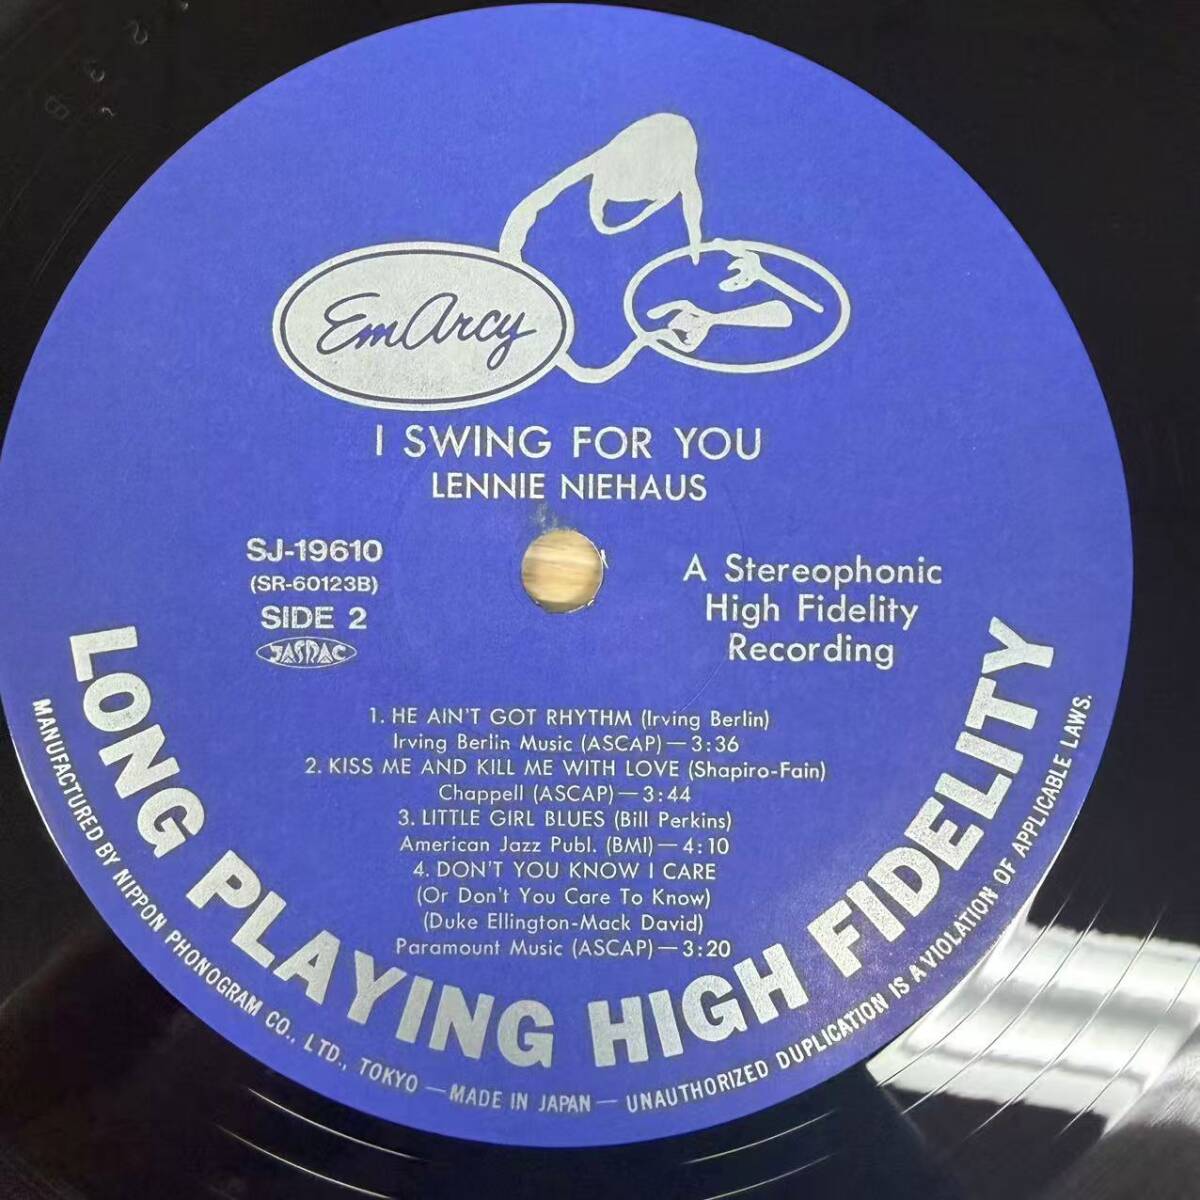 EmArcy
I SWING FOR YOU
LENNIE NIEHAUS
SJ-19610
(SR-60123B)
SIDE 2
JASRAC
A Stereophonic
High Fidelity
Recording
1. HE AIN'T GOT RHYTHM (Irving Berlin)
Irving Berlin Music (ASCAP)—3:36
2. KISS ME AND KILL ME WITH LOVE (Shapiro-Fain)
Chappell (ASCAP)—3:44
3. LITTLE GIRL BLUES (Bill Perkins)
American Jazz Publ. (BMI)—4:10
4. DON'T YOU KNOW I CARE
(Or Don't You Care To Know)
(Duke Ellington-Mack David)
Paramount Music (ASCAP)—3:20
LONG PLAYING HIGH FIDELITY
MANUFACTURED BY NIPPON PHONOGRAM CO., LTD., TOKYO — MADE IN JAPAN — UNAUTHORIZED DUPLICATION IS A VIOLATION OF APPLICABLE LAWS.